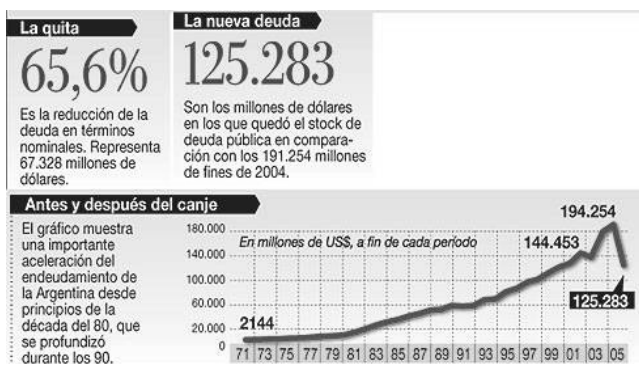 La quita
65,6%
Es la reducción de la
deuda en términos
nominales. Representa
67.328 millones de
dólares.
La nueva deuda
125.283
Son los millones de dólares
en los que quedó el stock de
deuda pública en compara-
ción con los 191.254 millones
de fines de 2004.
Antes y después del canje
El gráfico muestra
una importante
aceleración del
endeudamiento de
la Argentina desde
principios de la
década del 80, que
se profundizó
durante los 90.
194.254
180.000
En millones de US$, a fin de cada período
144.453
140.000
100.000
125.283
60.000
2144
20.000
0
71 73 75 77 79 81 83 85 87 89 91 93 95 97 99 01 03 05